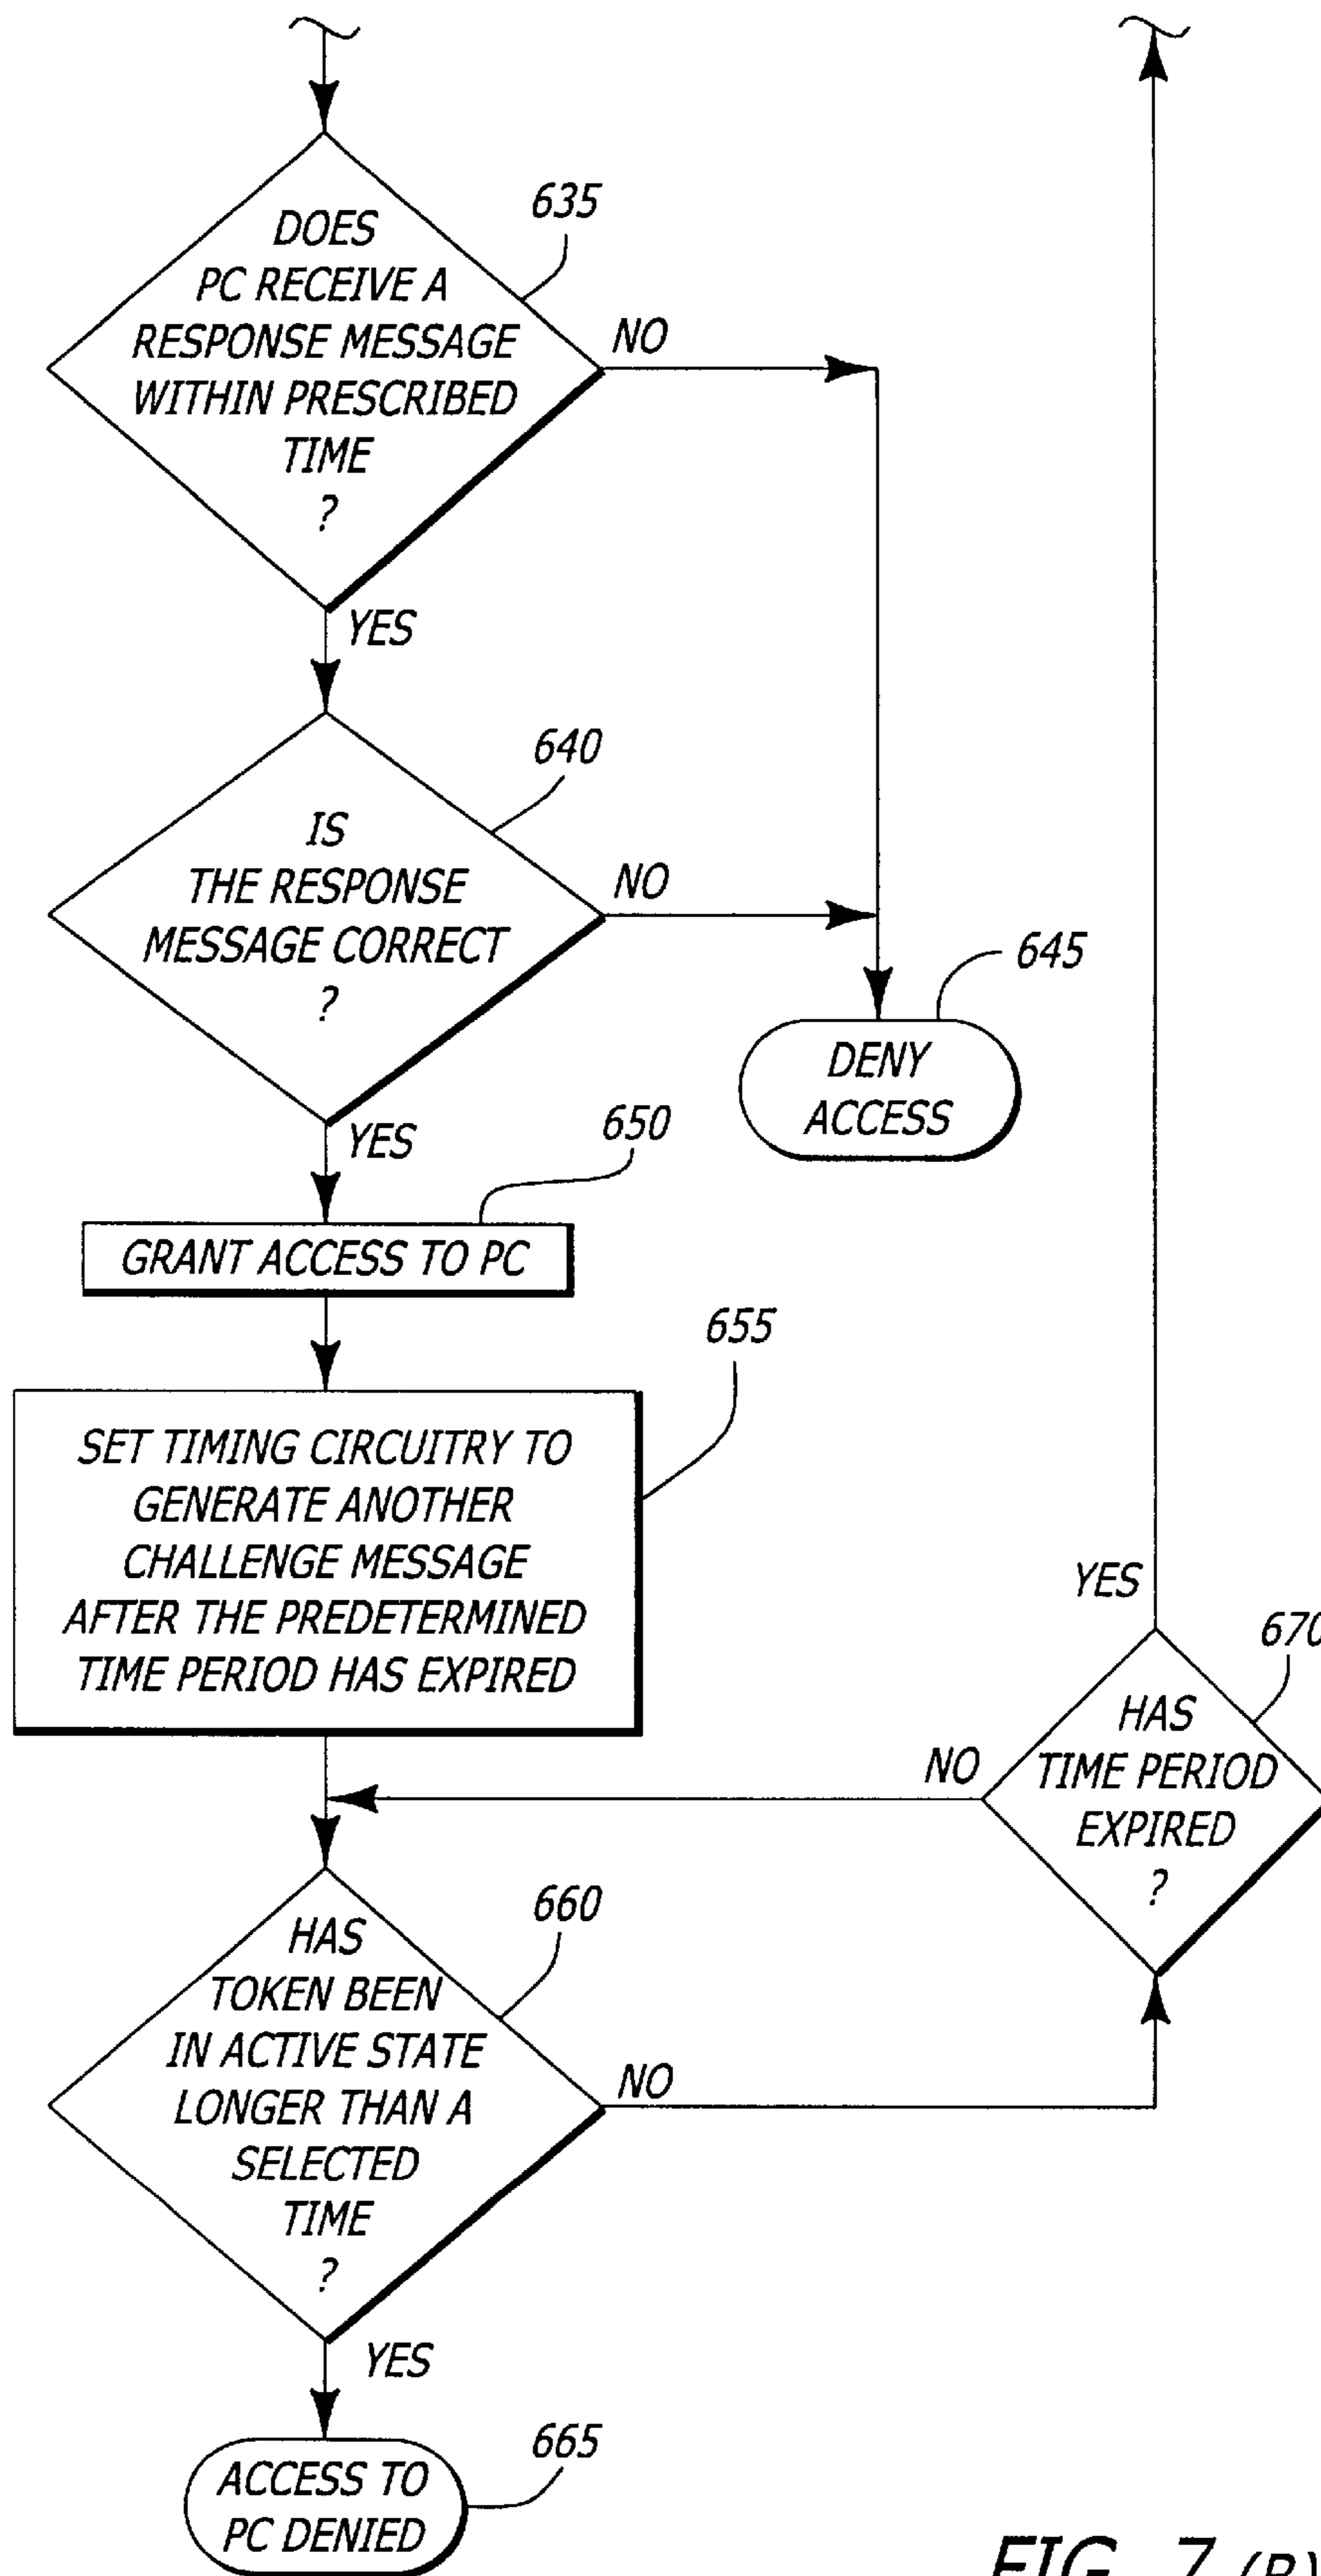 DOES
PC RECEIVE A
RESPONSE MESSAGE
WITHIN PRESCRIBED
TIME
?
635
NO
YES
IS
THE RESPONSE
MESSAGE CORRECT
?
640
NO
YES
645
DENY
ACCESS
650
GRANT ACCESS TO PC
655
SET TIMING CIRCUITRY TO
GENERATE ANOTHER
CHALLENGE MESSAGE
AFTER THE PREDETERMINED
TIME PERIOD HAS EXPIRED
YES
670
HAS
TIME PERIOD
EXPIRED
?
NO
660
HAS
TOKEN BEEN
IN ACTIVE STATE
LONGER THAN A
SELECTED
TIME
?
NO
YES
665
ACCESS TO
PC DENIED
FIG. 7 (B)